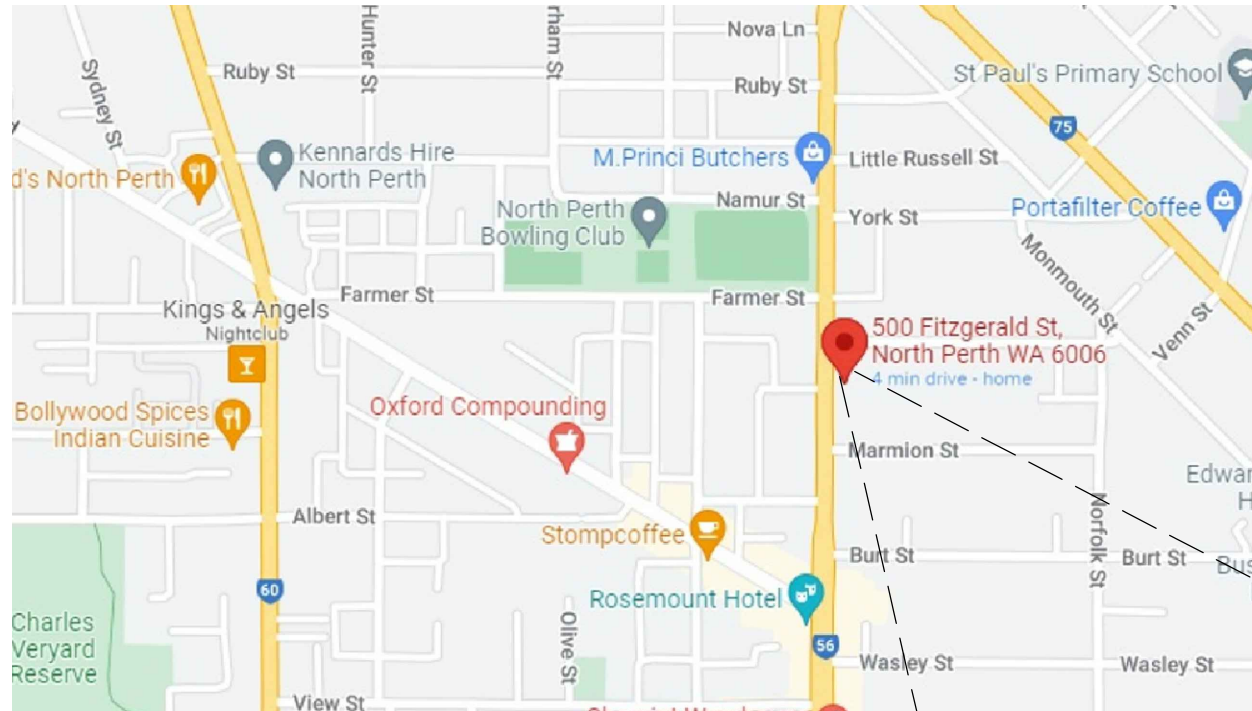 Nova Ln
Hunter St
rham St
Sydney St
Ruby St
Ruby St
St Paul's Primary School
75
Kennards Hire
North Perth
M.Princi Butchers
Little Russell St
d's North Perth
Namur St
North Perth
Bowling Club
York St
Portafilter Coffee
Monmouth St
Venn St
Farmer St
Farmer St
Kings & Angels
Nightclub
500 Fitzgerald St,
North Perth WA 6006
4 min drive - home
Bollywood Spices
Indian Cuisine
Oxford Compounding
Marmion St
Edwar
H
Norfolk St
Albert St
Stompcoffee
Burt St
Burt St
Bus
60
Rosemount Hotel
Olive St
Charles
Veryard
Reserve
56
Wasley St
Wasley St
View St